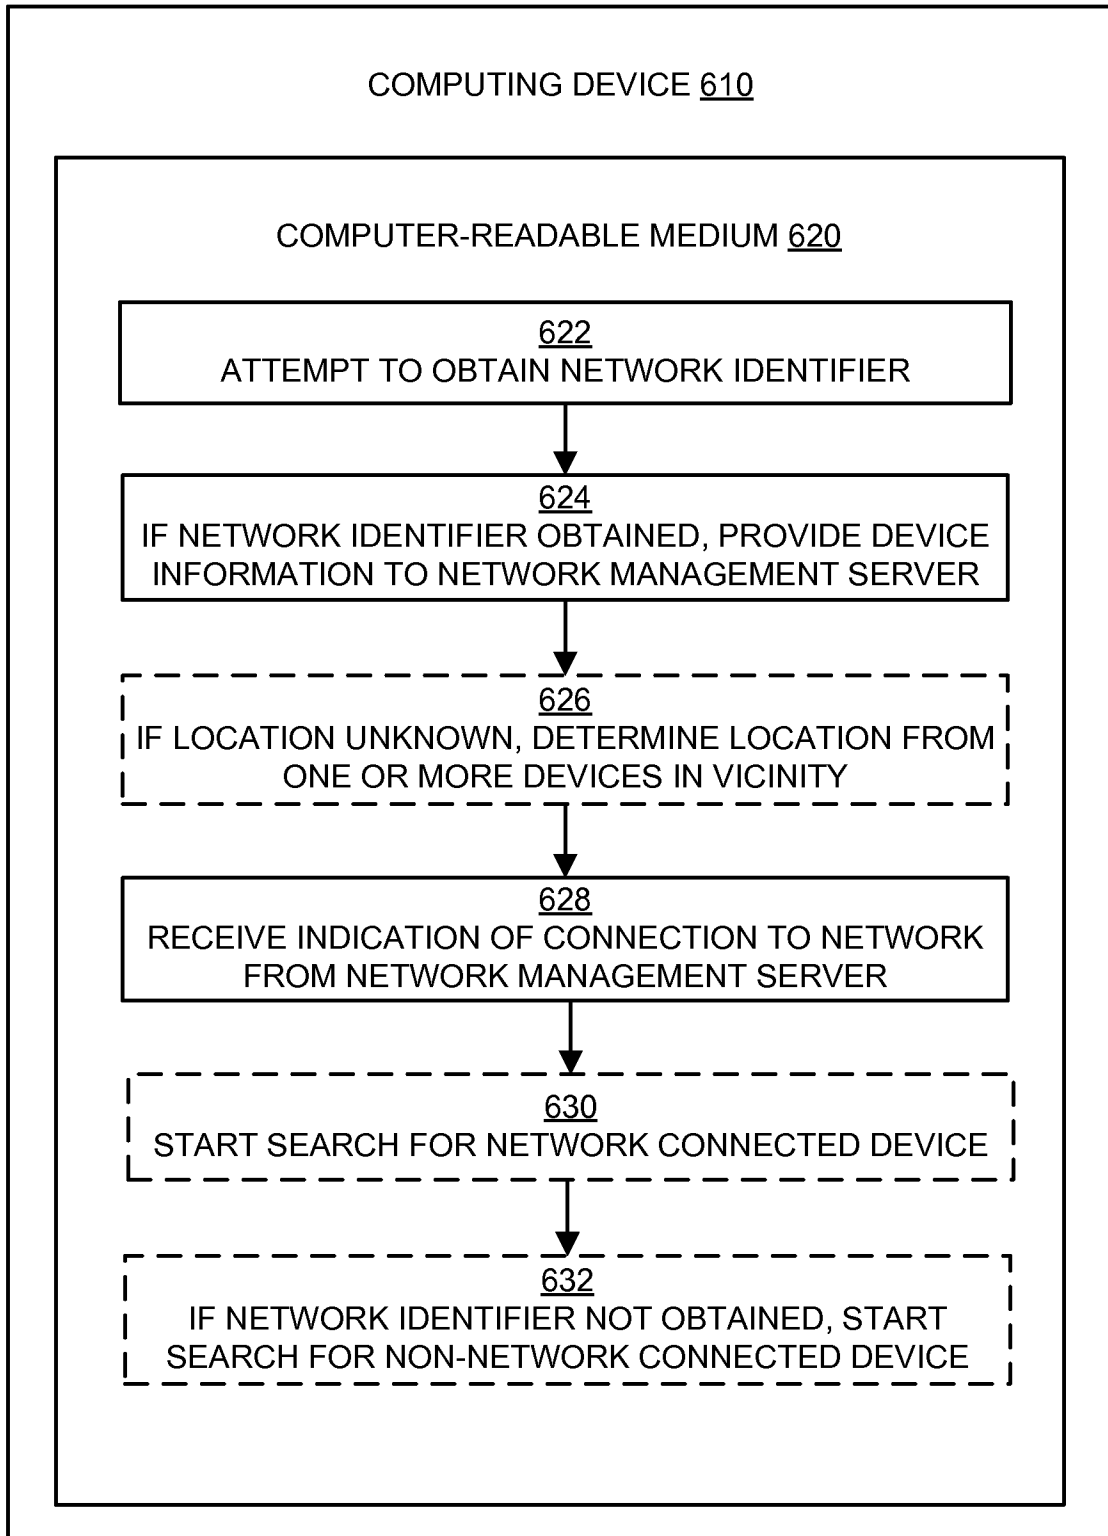 COMPUTING DEVICE 610
COMPUTER-READABLE MEDIUM 620
622
ATTEMPT TO OBTAIN NETWORK IDENTIFIER
624
IF NETWORK IDENTIFIER OBTAINED, PROVIDE DEVICE
INFORMATION TO NETWORK MANAGEMENT SERVER
626
IF LOCATION UNKNOWN, DETERMINE LOCATION FROM
ONE OR MORE DEVICES IN VICINITY
628
RECEIVE INDICATION OF CONNECTION TO NETWORK
FROM NETWORK MANAGEMENT SERVER
630
START SEARCH FOR NETWORK CONNECTED DEVICE
632
IF NETWORK IDENTIFIER NOT OBTAINED, START
SEARCH FOR NON-NETWORK CONNECTED DEVICE